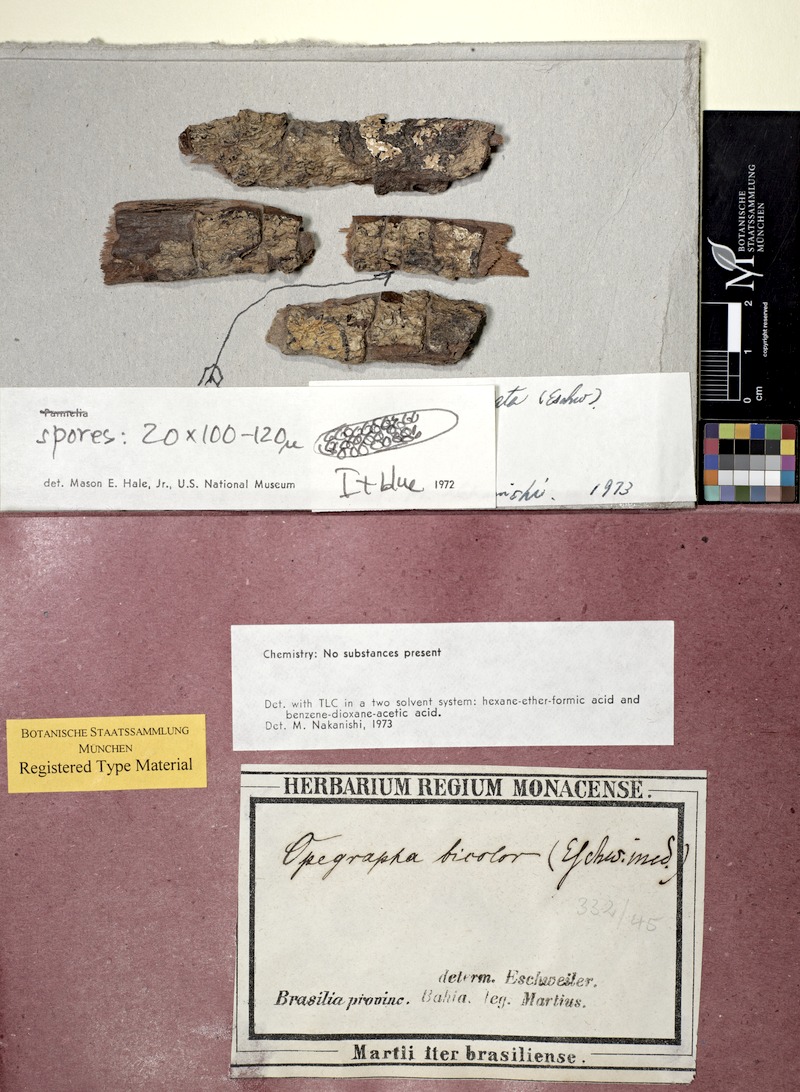 BOTANISCHE
STAATSSAMMLUNG
MÜNCHEN
0 1 2
cm
copyright reserved
Parmelia
spores: 20 x 100-120µ
I+ blue
det. Mason E. Hale, Jr., U.S. National Museum 1972
ata (Eschw).
nishi. 1973
Chemistry: No substances present
Det. with TLC in a two solvent system: hexane-ether-formic acid and
benzene-dioxane-acetic acid.
Det. M. Nakanishi, 1973
BOTANISCHE STAATSSAMMLUNG
MÜNCHEN
Registered Type Material
HERBARIUM REGIUM MONACENSE.
Opegrapha bicolor (Eschw. ined.)
332/45
determ. Eschweiler.
Brasilia provinc. Bahia. leg. Martius.
Martii Iter brasiliense.